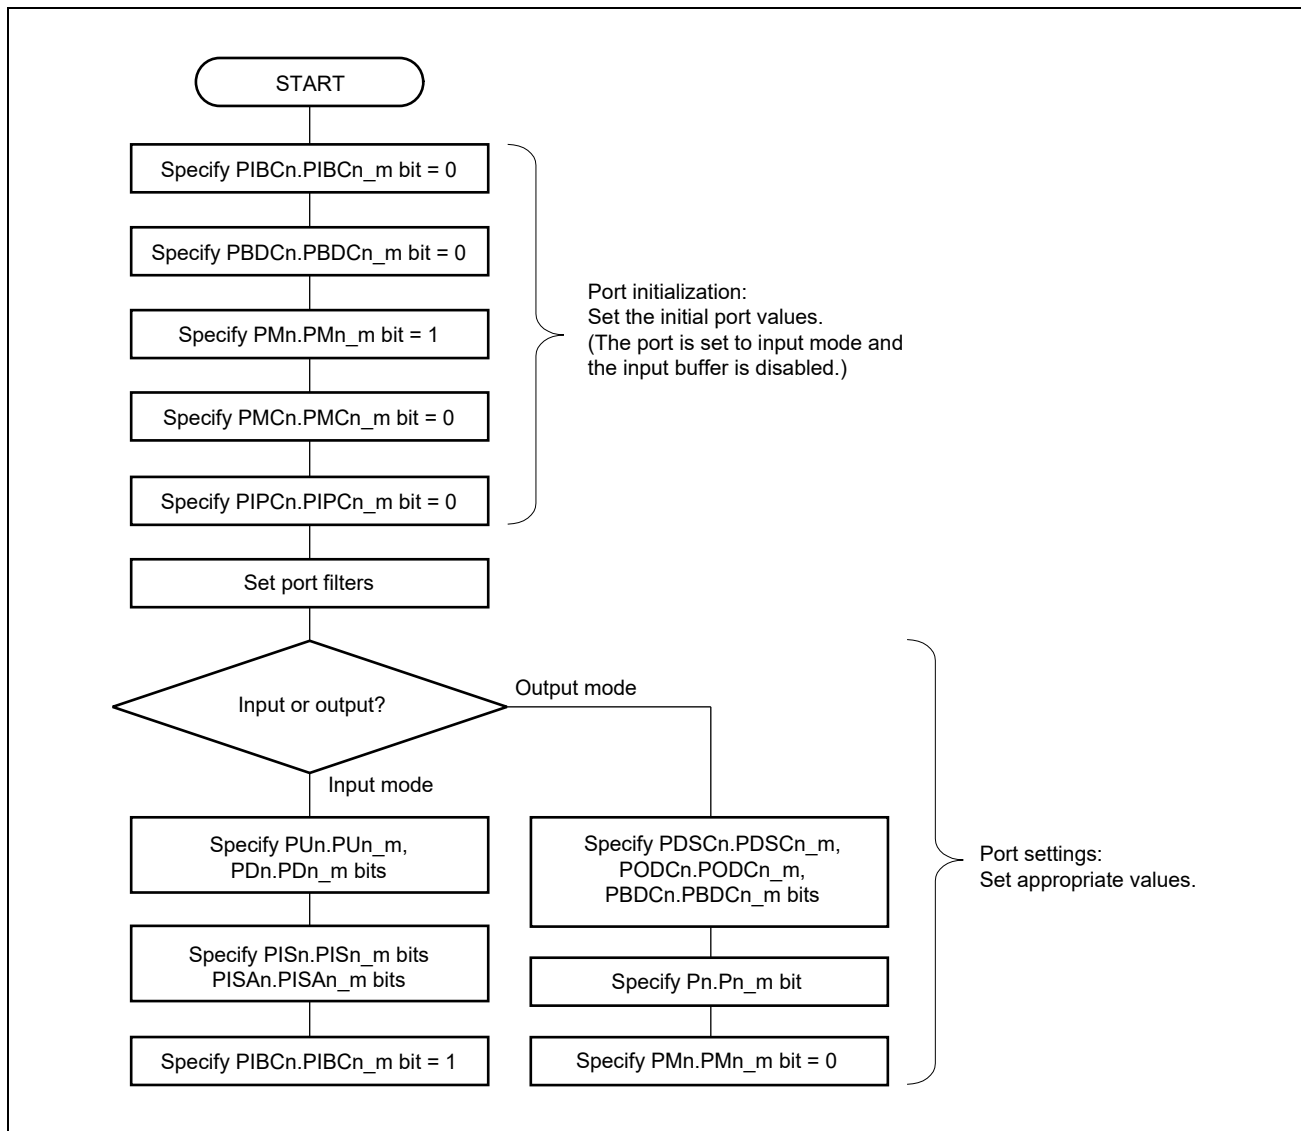 START
Specify PIBCn.PIBCn_m bit = 0
Specify PBDCn.PBDCn_m bit = 0
Specify PMn.PMn_m bit = 1
Specify PMCn.PMCn_m bit = 0
Specify PIPCn.PIPCn_m bit = 0
Port initialization:
Set the initial port values.
(The port is set to input mode and
the input buffer is disabled.)
Set port filters
Input or output?
Output mode
Input mode
Specify PUn.PUn_m,
PDn.PDn_m bits
Specify PISn.PISn_m bits
PISAn.PISAn_m bits
Specify PIBCn.PIBCn_m bit = 1
Specify PDSCn.PDSCn_m,
PODCn.PODCn_m,
PBDCn.PBDCn_m bits
Specify Pn.Pn_m bit
Specify PMn.PMn_m bit = 0
Port settings:
Set appropriate values.